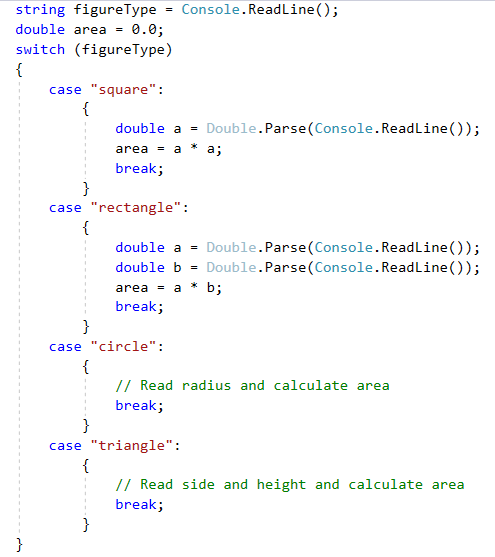 string figureType = Console.ReadLine();
double area = 0.0;
switch (figureType)
{
    case "square":
        {
            double a = Double.Parse(Console.ReadLine());
            area = a * a;
            break;
        }
    case "rectangle":
        {
            double a = Double.Parse(Console.ReadLine());
            double b = Double.Parse(Console.ReadLine());
            area = a * b;
            break;
        }
    case "circle":
        {
            // Read radius and calculate area
            break;
        }
    case "triangle":
        {
            // Read side and height and calculate area
            break;
        }
}